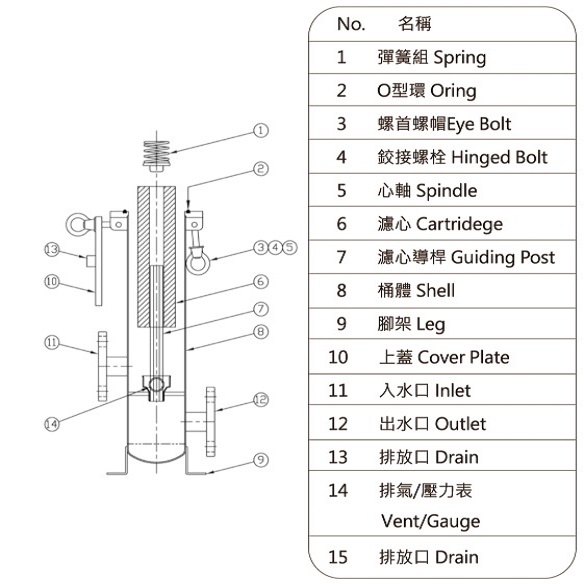 No. 名稱
1 彈簧組 Spring
2 O型環 Oring
3 螺首螺帽Eye Bolt
4 鉸接螺栓 Hinged Bolt
5 心軸 Spindle
6 濾心 Cartridege
7 濾心導桿 Guiding Post
8 桶體 Shell
9 腳架 Leg
10 上蓋 Cover Plate
11 入水口 Inlet
12 出水口 Outlet
13 排放口 Drain
14 排氣/壓力表
Vent/Gauge
15 排放口 Drain
1
2
13
3 4 5
10
6
7
11
8
12
14
9